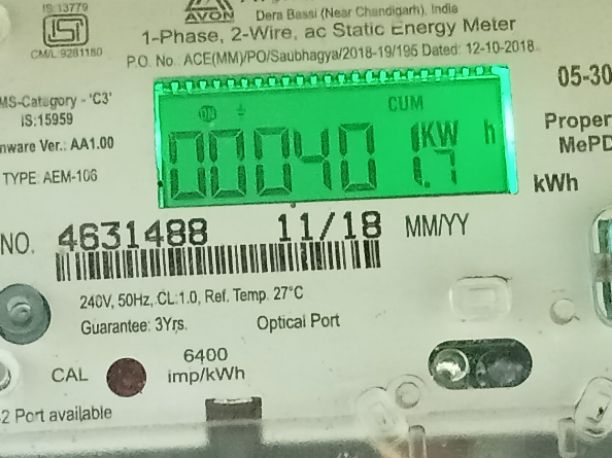 IS:13779
CM/L 9261160
AVON
Dera Bassi (Near Chandigarh), India
1-Phase, 2-Wire, ac Static Energy Meter
P.O. No. ACE(MM)/PO/Saubhagya/2018-19/195 Dated: 12-10-2018
MS-Category - 'C3'
IS:15959
nware Ver.: AA1.00
TYPE: AEM-106
ON
CUM
00040 1.7
KW h
05-30
Proper
MePD
kWh
NO. 4631488 11/18 MM/YY
240V, 50Hz, CL:1.0, Ref. Temp. 27°C
Guarantee: 3Yrs. Optical Port
CAL
6400
imp/kWh
2 Port available